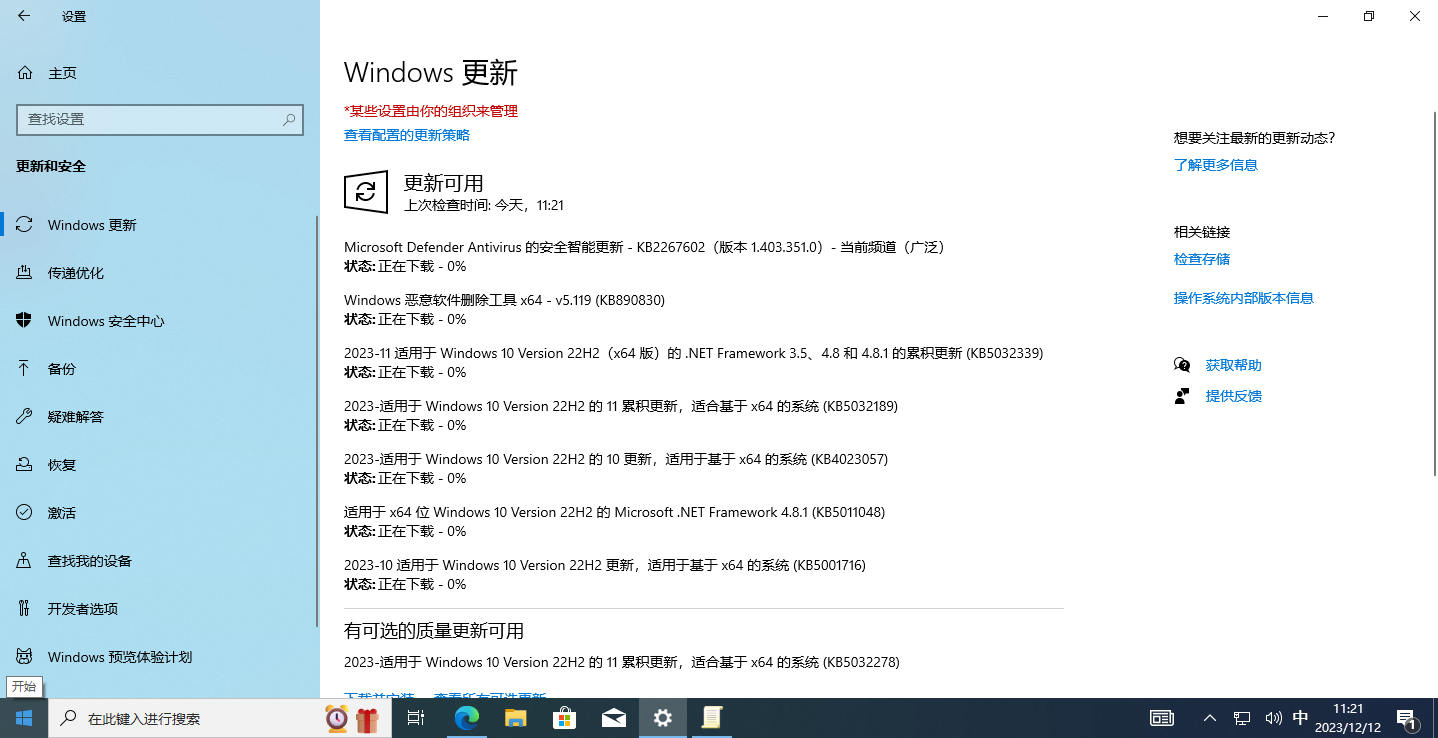 设置
主页
查找设置
更新和安全
Windows 更新
传递优化
Windows 安全中心
备份
疑难解答
恢复
激活
查找我的设备
开发者选项
Windows 预览体验计划
Windows 更新
*某些设置由你的组织来管理
查看配置的更新策略
更新可用
上次检查时间: 今天，11:21
Microsoft Defender Antivirus 的安全智能更新 - KB2267602（版本 1.403.351.0）- 当前频道（广泛）
状态: 正在下载 - 0%
Windows 恶意软件删除工具 x64 - v5.119 (KB890830)
状态: 正在下载 - 0%
2023-11 适用于 Windows 10 Version 22H2（x64 版）的 .NET Framework 3.5、4.8 和 4.8.1 的累积更新 (KB5032339)
状态: 正在下载 - 0%
2023-适用于 Windows 10 Version 22H2 的 11 累积更新，适合基于 x64 的系统 (KB5032189)
状态: 正在下载 - 0%
2023-适用于 Windows 10 Version 22H2 的 10 更新，适用于基于 x64 的系统 (KB4023057)
状态: 正在下载 - 0%
适用于 x64 位 Windows 10 Version 22H2 的 Microsoft .NET Framework 4.8.1 (KB5011048)
状态: 正在下载 - 0%
2023-10 适用于 Windows 10 Version 22H2 更新，适用于基于 x64 的系统 (KB5001716)
状态: 正在下载 - 0%
有可选的质量更新可用
2023-适用于 Windows 10 Version 22H2 的 11 累积更新，适合基于 x64 的系统 (KB5032278)
下载并安装 查看所有可选更新
想要关注最新的更新动态?
了解更多信息
相关链接
检查存储
操作系统内部版本信息
获取帮助
提供反馈
开始
在此键入进行搜索
中
11:21
2023/12/12
1